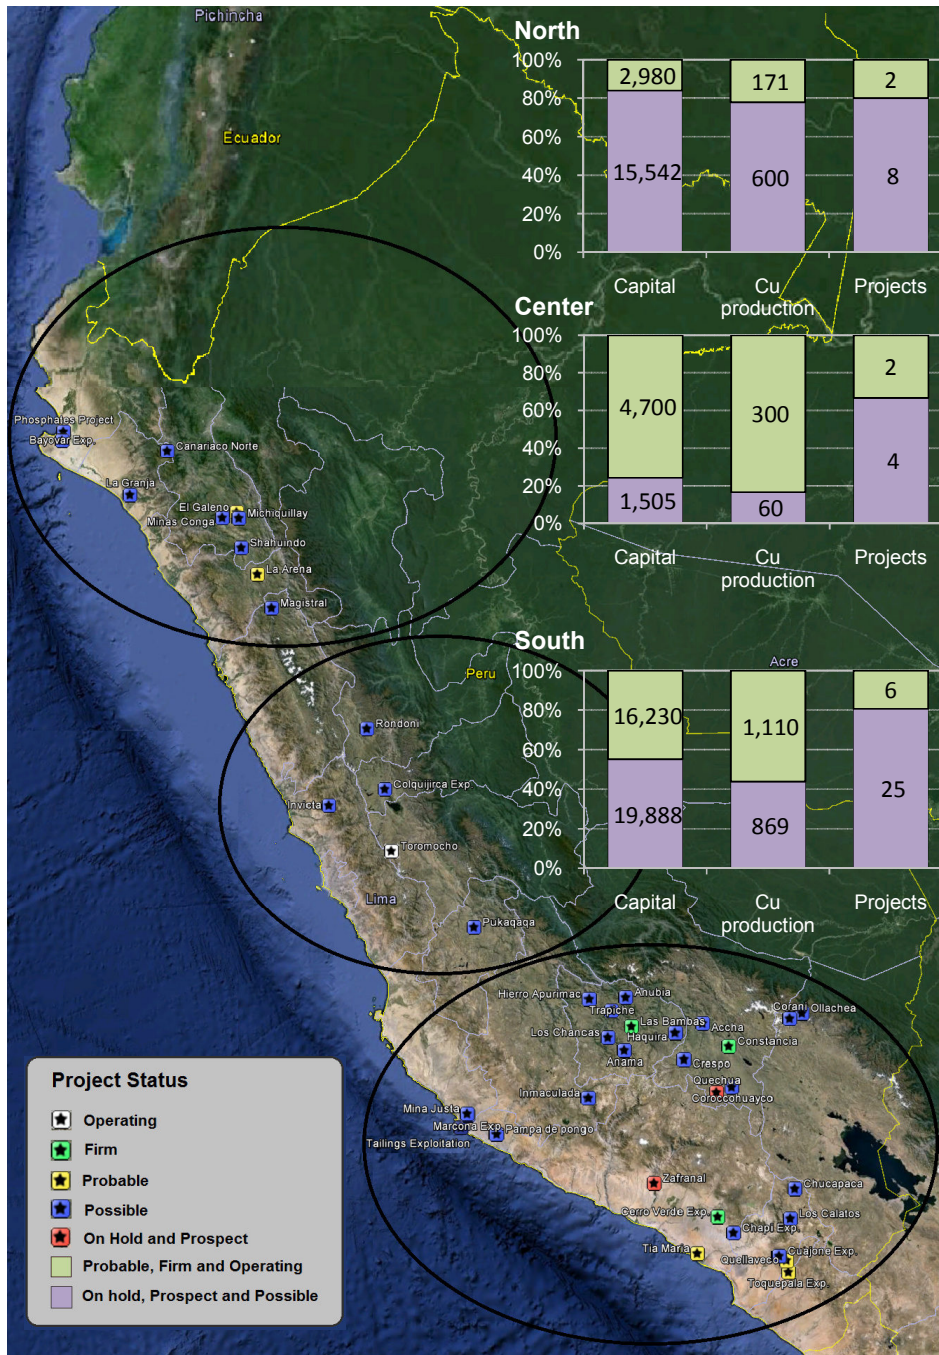 Pichincha
Ecuador
North
100%
80%
60%
40%
20%
0%
2,980
171
2
15,542
600
8
Capital
Cu
production
Projects
Center
100%
80%
60%
40%
20%
0%
4,700
300
2
1,505
60
4
Capital
Cu
production
Projects
South
100%
80%
60%
40%
20%
0%
Acre
16,230
1,110
6
19,888
869
25
Capital
Cu
production
Projects
Phosphates Project
Bayovar Exp.
Canariaco Norte
La Granja
El Galeno
Michiquillay
Minas Conga
Shahuindo
La Arena
Magistral
Peru
Rondoni
Colquijirca Exp
Invicta
Toromocho
Lima
Pukaqaqa
Hierro Apurimac
Anubia
Trapiche
Las Bambas
Los Chancas
Haquira
Accha
Corani
Ollachea
Constancia
Anama
Crespo
Quechua
Coroccohuayco
Inmaculada
Mina Justa
Marcona Exp.
Pampa de pongo
Tailings Exploitation
Zafranal
Chucapaca
Cerro Verde Exp.
Los Calatos
Chapi Exp.
Tia Maria
Cuajone Exp.
Quellaveco
Toquepala Exp.
Project Status
Operating
Firm
Probable
Possible
On Hold and Prospect
Probable, Firm and Operating
On hold, Prospect and Possible